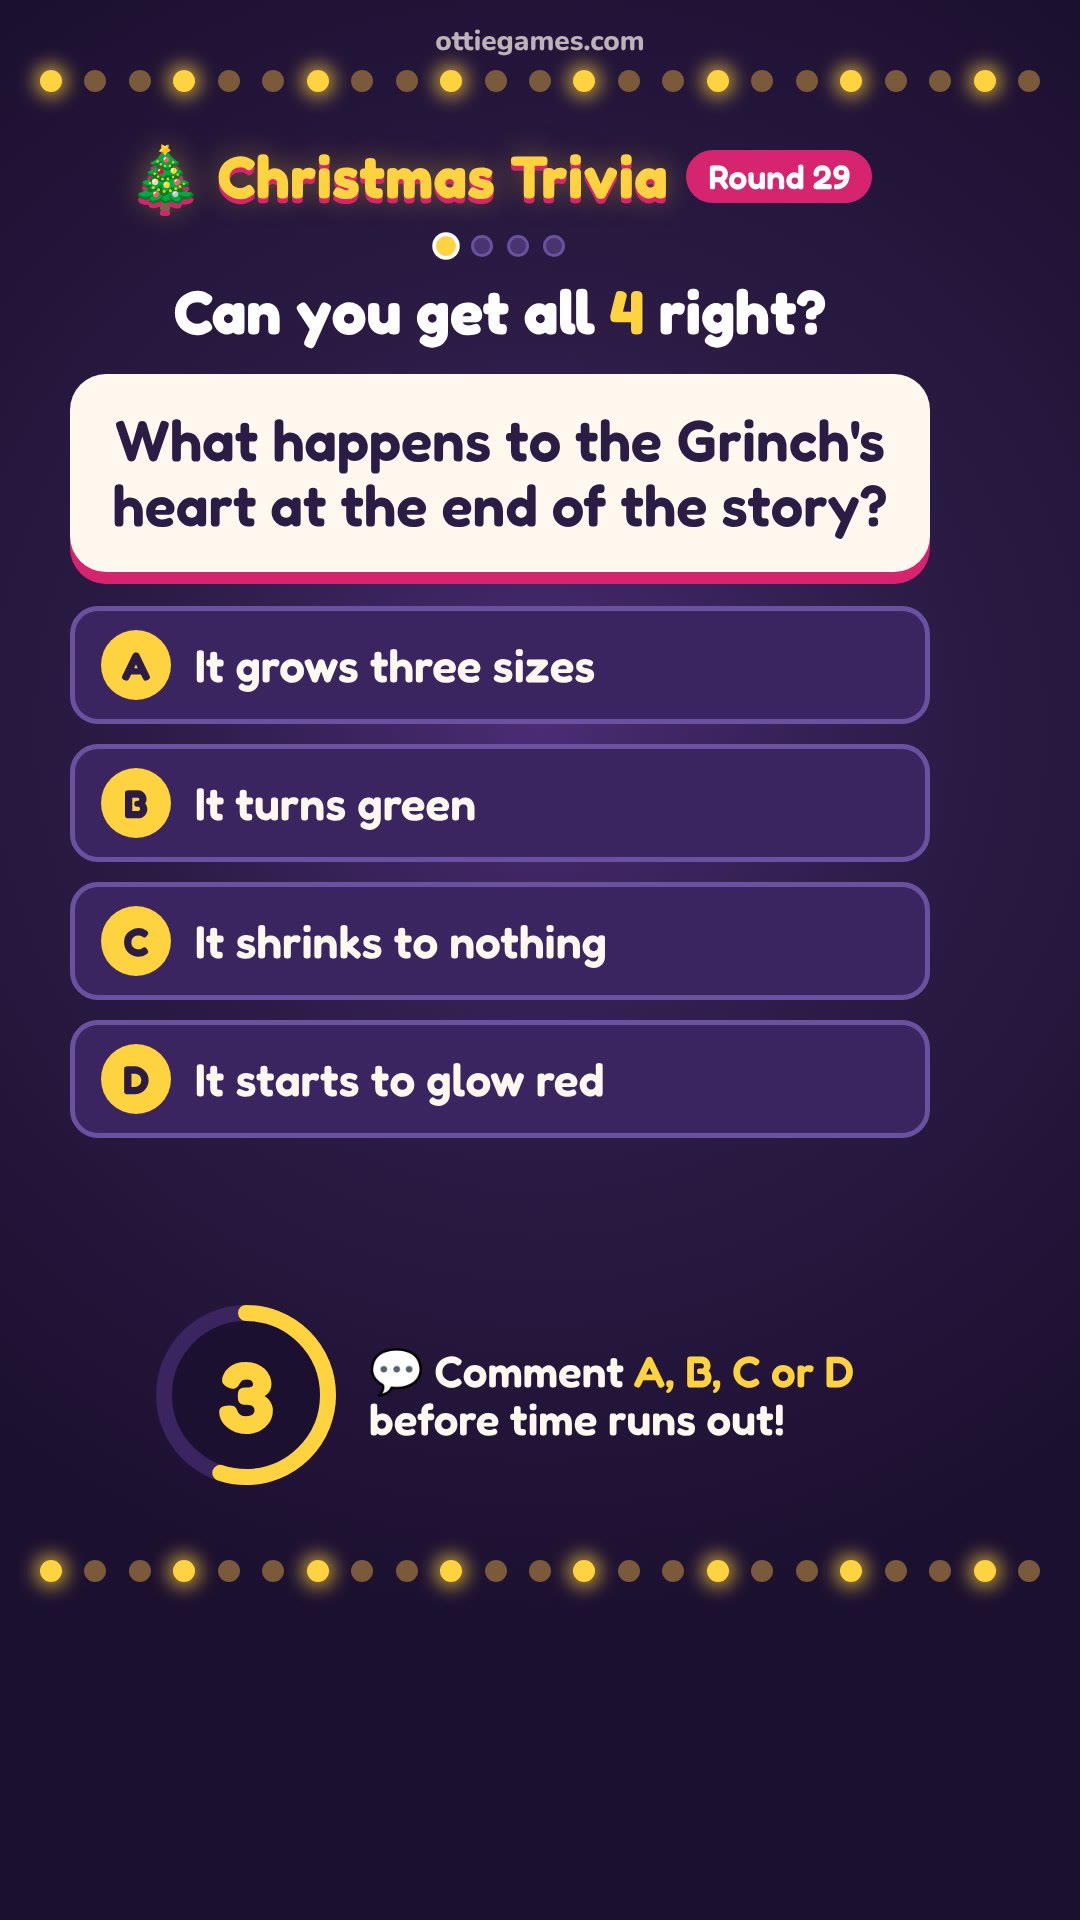 ottiegames.com
Christmas Trivia Round 29
Can you get all 4 right?
What happens to the Grinch's
heart at the end of the story?
A It grows three sizes
B It turns green
C It shrinks to nothing
D It starts to glow red
3
💬 Comment A, B, C or D
before time runs out!